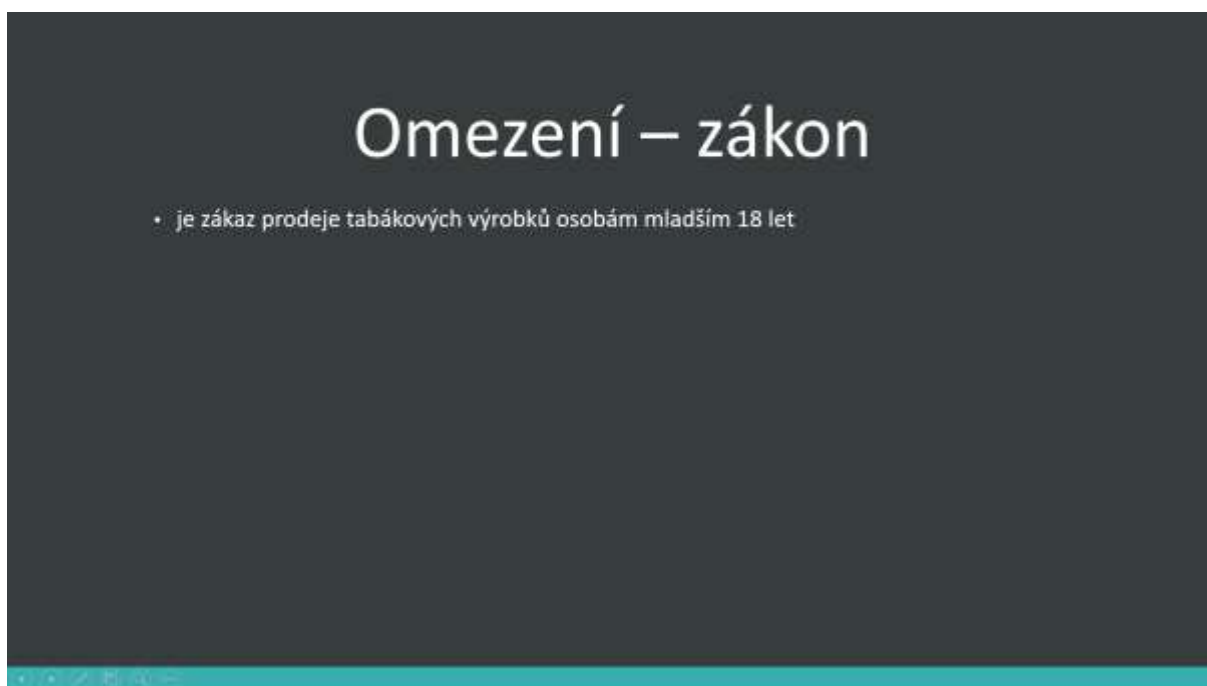 Omezení – zákon
• je zákaz prodeje tabákových výrobků osobám mladším 18 let